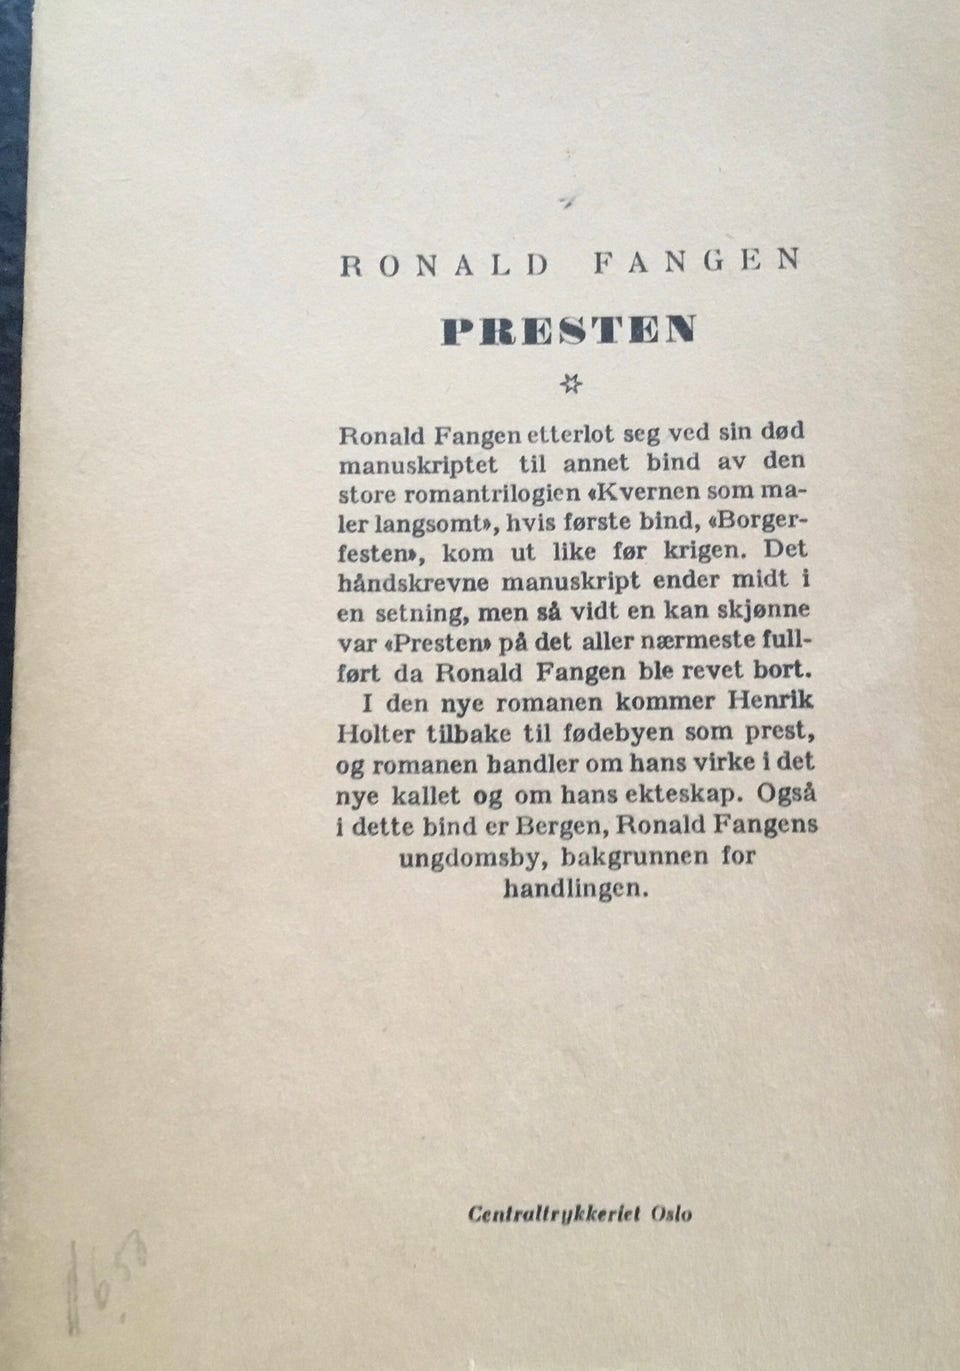 RONALD FANGEN
PRESTEN
Ronald Fangen etterlot seg ved sin død
manuskriptet til annet bind av den
store romantrilogien «Kvernen som ma-
ler langsomt», hvis første bind, «Borger-
festen», kom ut like før krigen. Det
håndskrevne manuskript ender midt i
en setning, men så vidt en kan skjønne
var «Presten» på det aller nærmeste full-
ført da Ronald Fangen ble revet bort.
I den nye romanen kommer Henrik
Holter tilbake til fødebyen som prest,
og romanen handler om hans virke i det
nye kallet og om hans ekteskap. Også
i dette bind er Bergen, Ronald Fangens
ungdomsby, bakgrunnen for
handlingen.
Centraltrykkeriet Oslo